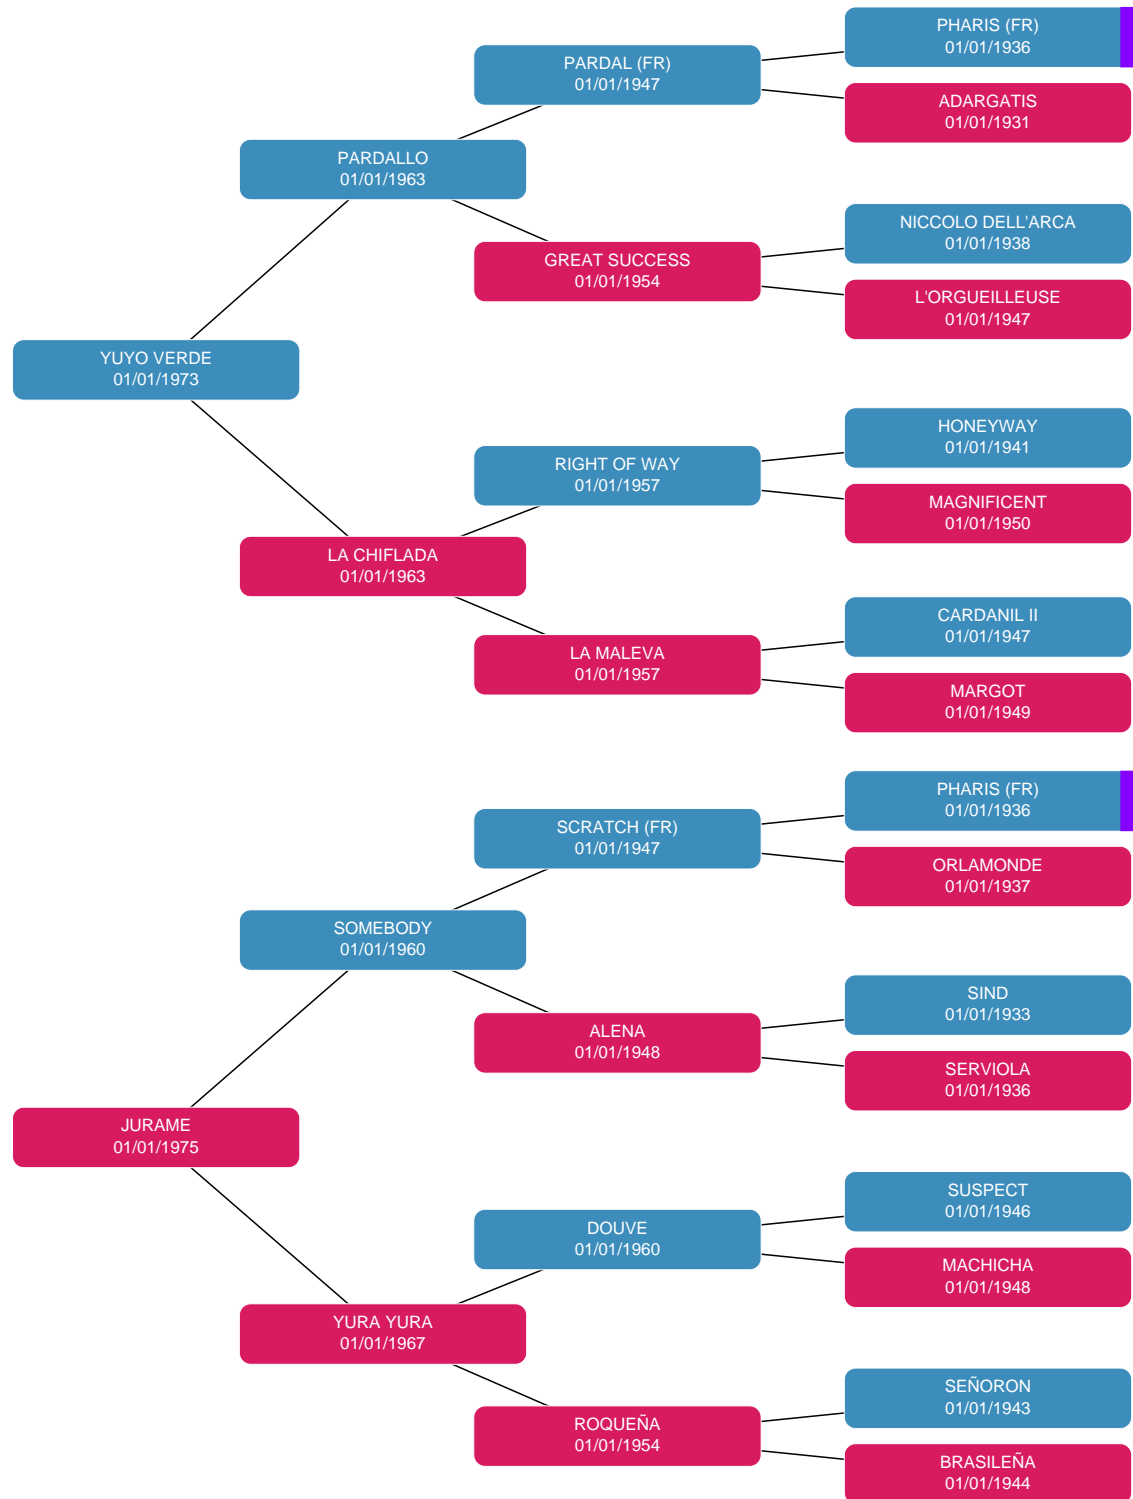 PHARIS (FR)
01/01/1936
PARDAL (FR)
01/01/1947
ADARGATIS
01/01/1931
PARDALLO
01/01/1963
NICCOLO DELL'ARCA
01/01/1938
GREAT SUCCESS
01/01/1954
L'ORGUEILLEUSE
01/01/1947
YUYO VERDE
01/01/1973
HONEYWAY
01/01/1941
RIGHT OF WAY
01/01/1957
MAGNIFICENT
01/01/1950
LA CHIFLADA
01/01/1963
CARDANIL II
01/01/1947
LA MALEVA
01/01/1957
MARGOT
01/01/1949
PHARIS (FR)
01/01/1936
SCRATCH (FR)
01/01/1947
ORLAMONDE
01/01/1937
SOMEBODY
01/01/1960
SIND
01/01/1933
ALENA
01/01/1948
SERVIOLA
01/01/1936
JURAME
01/01/1975
SUSPECT
01/01/1946
DOUVE
01/01/1960
MACHICHA
01/01/1948
YURA YURA
01/01/1967
SEÑORON
01/01/1943
ROQUEÑA
01/01/1954
BRASILEÑA
01/01/1944